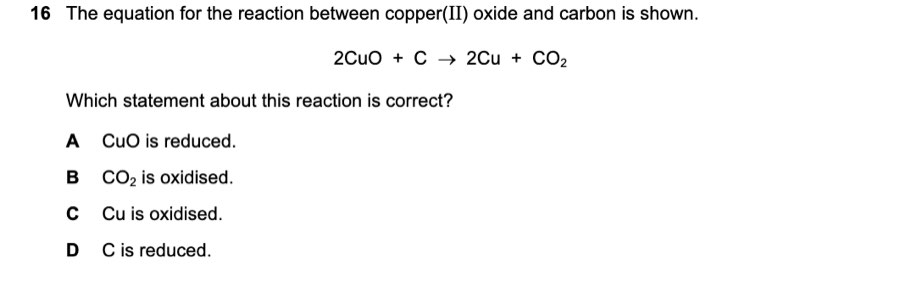 16 The equation for the reaction between copper(II) oxide and carbon is shown.
2CuO + C → 2Cu + CO₂
Which statement about this reaction is correct?
A CuO is reduced.
B CO₂ is oxidised.
C Cu is oxidised.
D C is reduced.